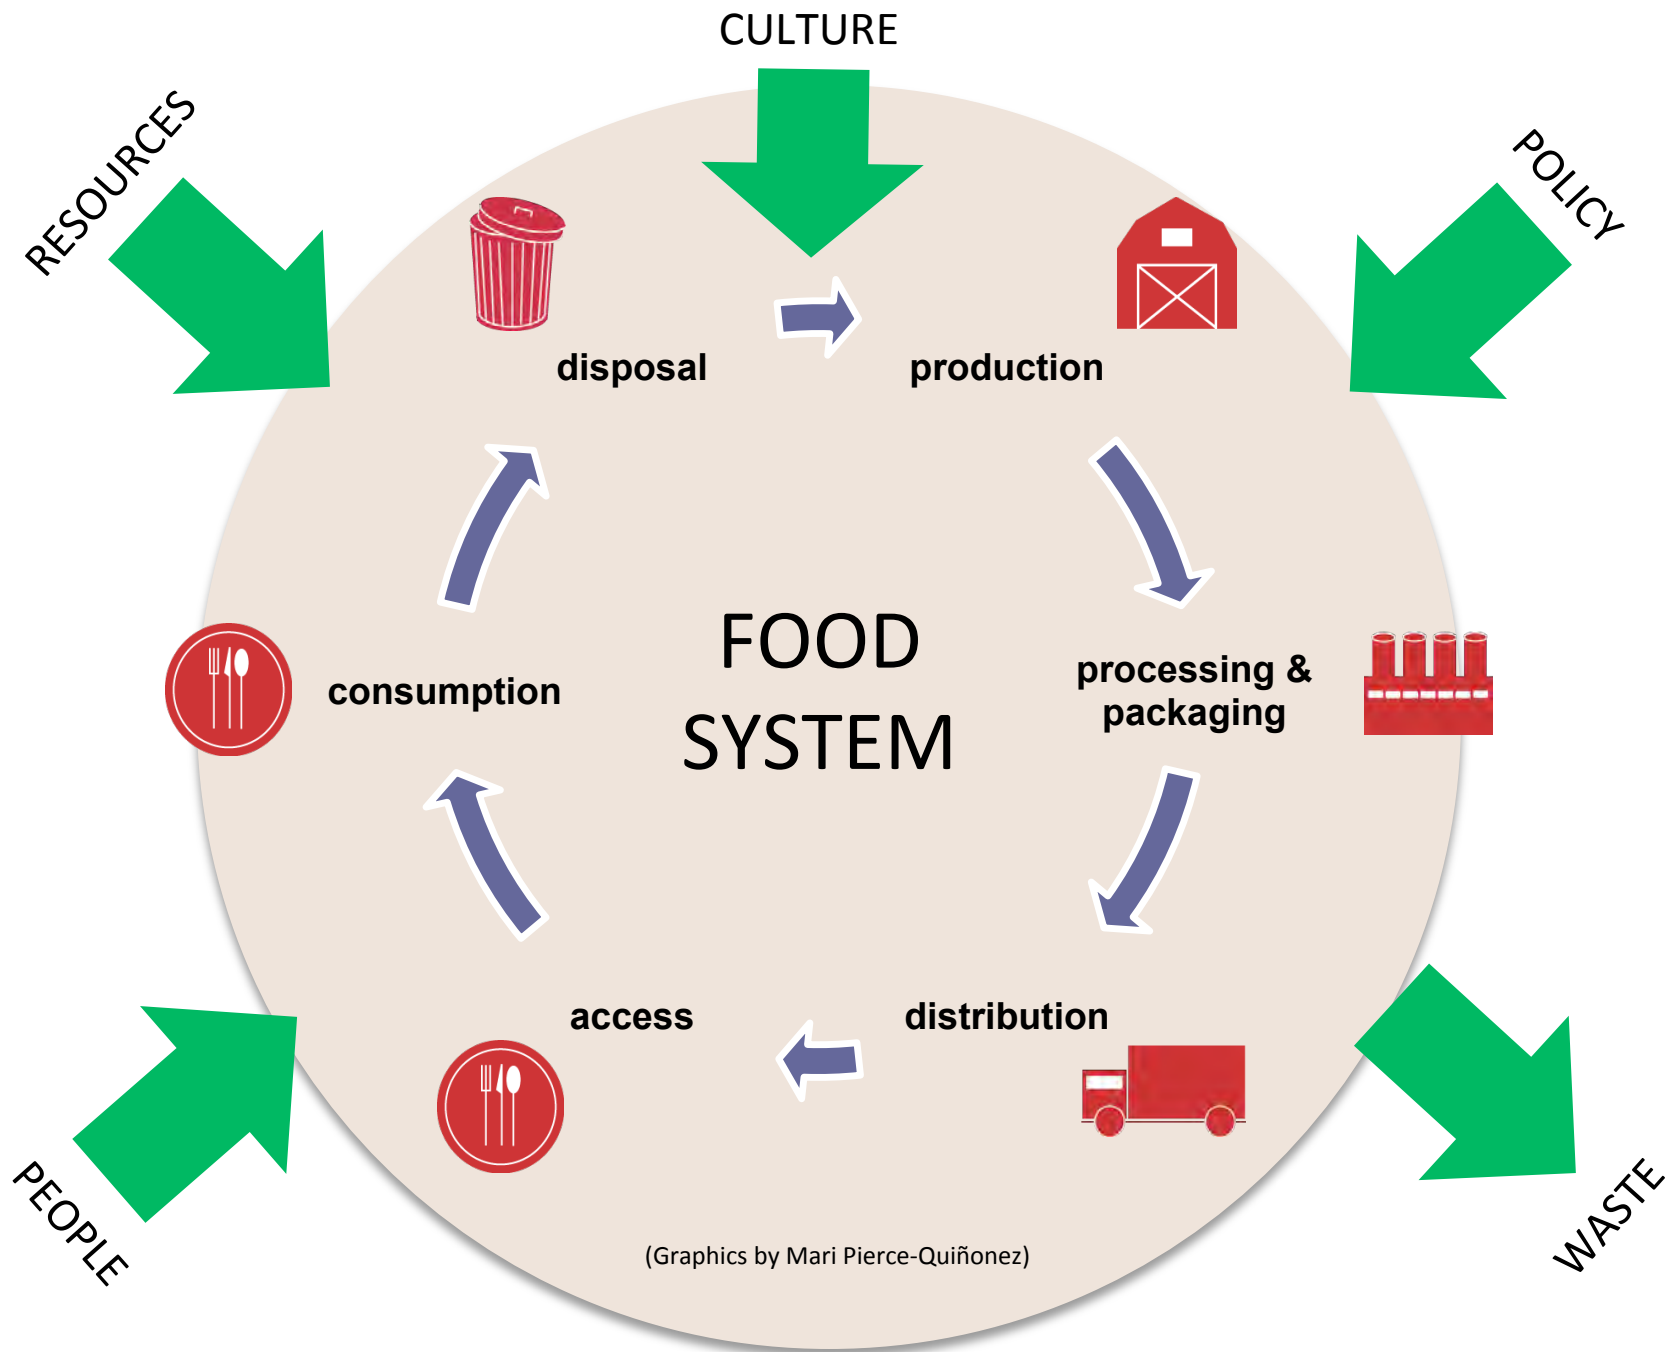 CULTURE
RESOURCES
POLICY
disposal
production
FOOD
SYSTEM
consumption
processing &
packaging
access
distribution
PEOPLE
WASTE
(Graphics by Mari Pierce-Quiñonez)